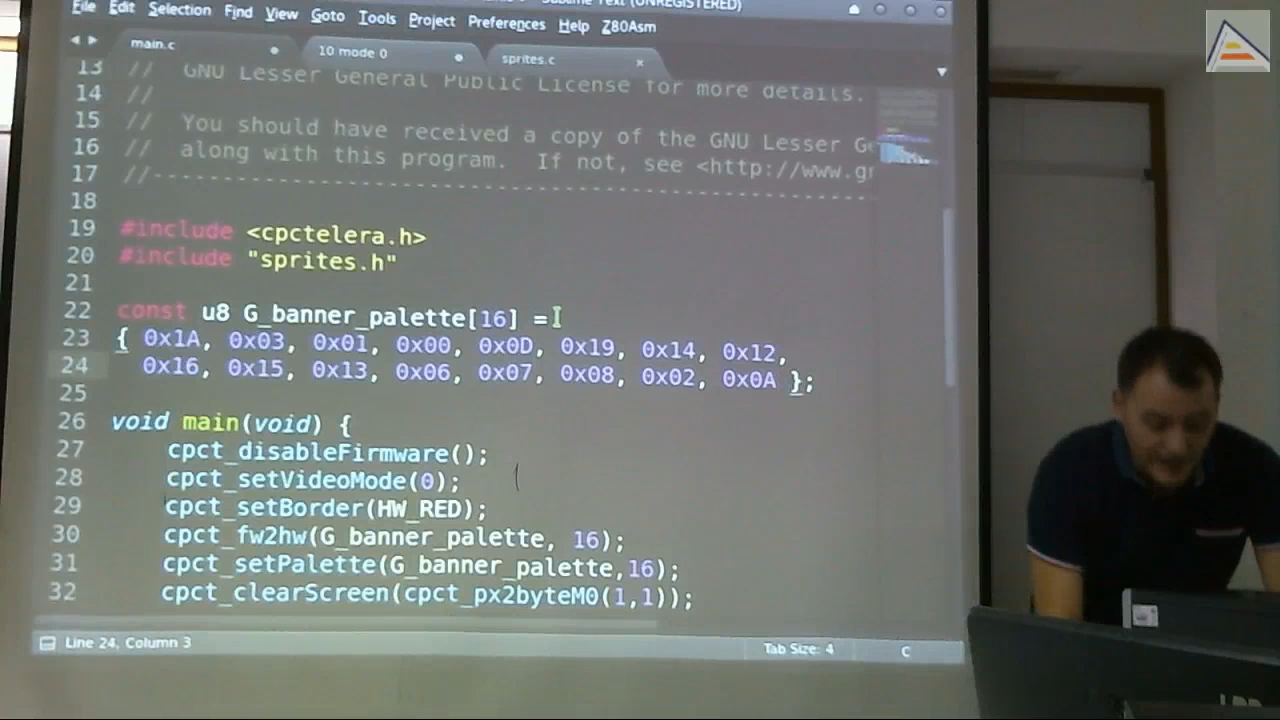 File Edit Selection Find View Goto Tools Project Preferences Help Z80Asm
main.c 10 mode 0 sprites.c
13 // GNU Lesser General Public License for more details.
14 //
15 // You should have received a copy of the GNU Lesser Ge
16 // along with this program. If not, see <http://www.gr
17 //------------------------------------------------------------------------------
18
19 #include <cpctelera.h>
20 #include "sprites.h"
21
22 const u8 G_banner_palette[16] =
23 { 0x1A, 0x03, 0x01, 0x00, 0x0D, 0x19, 0x14, 0x12,
24 0x16, 0x15, 0x13, 0x06, 0x07, 0x08, 0x02, 0x0A };
25
26 void main(void) {
27 cpct_disableFirmware();
28 cpct_setVideoMode(0);
29 cpct_setBorder(HW_RED);
30 cpct_fw2hw(G_banner_palette, 16);
31 cpct_setPalette(G_banner_palette,16);
32 cpct_clearScreen(cpct_px2byteM0(1,1));
Line 24, Column 3 Tab Size: 4 C